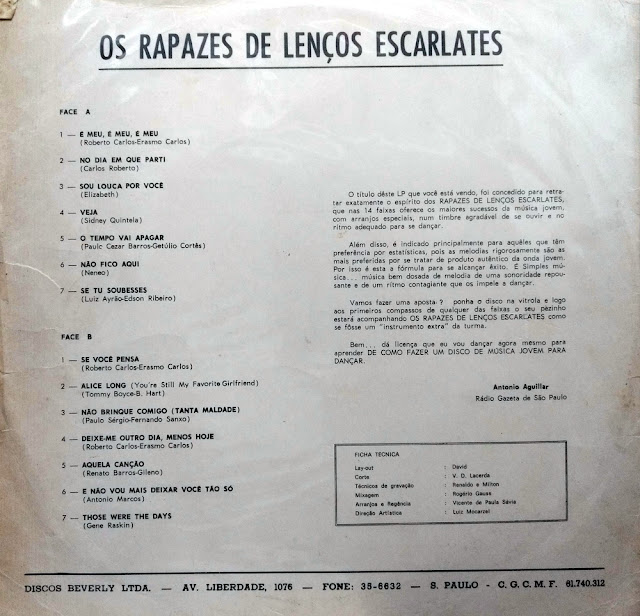 OS RAPAZES DE LENÇOS ESCARLATES
FACE A
1 — É MEU, É MEU, É MEU
(Roberto Carlos-Erasmo Carlos)
2 — NO DIA EM QUE PARTI
(Carlos Roberto)
3 — SOU LOUCA POR VOCÊ
(Elizabeth)
4 — VEJA
(Sidney Quintela)
5 — O TEMPO VAI APAGAR
(Paulo Cezar Barros-Getúlio Cortês)
6 — NÃO FICO AQUI
(Neneo)
7 — SE TU SOUBESSES
(Luiz Ayrão-Edson Ribeiro)
FACE B
1 — SE VOCÊ PENSA
(Roberto Carlos-Erasmo Carlos)
2 — ALICE LONG (You're Still My Favorite Girlfriend)
(Tommy Boyce-B. Hart)
3 — NÃO BRINQUE COMIGO (TANTA MALDADE)
(Paulo Sérgio-Fernando Sanxo)
4 — DEIXE-ME OUTRO DIA, MENOS HOJE
(Roberto Carlos-Erasmo Carlos)
5 — AQUELA CANÇÃO
(Renato Barros-Gileno)
6 — E NÃO VOU MAIS DEIXAR VOCÊ TÃO SÓ
(Antonio Marcos)
7 — THOSE WERE THE DAYS
(Gene Raskin)
O título dêste LP que você está vendo, foi concedido para retra-
tar exatamente o espírito dos RAPAZES DE LENÇOS ESCARLATES,
que nas 14 faixas oferece os maiores sucessos da música jovem,
com arranjos especiais, num timbre agradável de se ouvir e no
ritmo adequado para se dançar.
Além disso, é indicado principalmente para aquêles que têm
preferência por estatísticas, pois as melodias rigorosamente são as
mais preferidas por se tratar de produto autêntico da onda jovem.
Por isso é esta a fórmula para se alcançar êxito. É Simples mú-
sica... música bem dosada de melodia de uma sonoridade repou-
sante e de um ritmo contagiente que os impele a dançar.
Vamos fazer uma aposta? ponha o disco na vitrola e logo
aos primeiros compassos de qualquer das faixas o seu pèzinho
estará acompanhando OS RAPAZES DE LENÇOS ESCARLATES como
se fôsse um "instrumento extra" da turma.
Bem... dá licença que eu vou dançar agora mesmo para
aprender DE COMO FAZER UM DISCO DE MÚSICA JOVEM PARA
DANÇAR.
Antonio Aguillar
Rádio Gazeta de São Paulo
FICHA TÉCNICA
Lay-out : David
Corte : V. D. Lacerda
Técnicos de gravação : Renaldo e Milton
Mixagem : Rogério Gauss
Arranjos e Regência : Vicente de Paula Sálvia
Direção Artística : Luiz Mocarzel
DISCOS BEVERLY LTDA. — AV. LIBERDADE, 1076 — FONE: 35-6632 — S. PAULO - C. G. C. M. F. 61.740.312